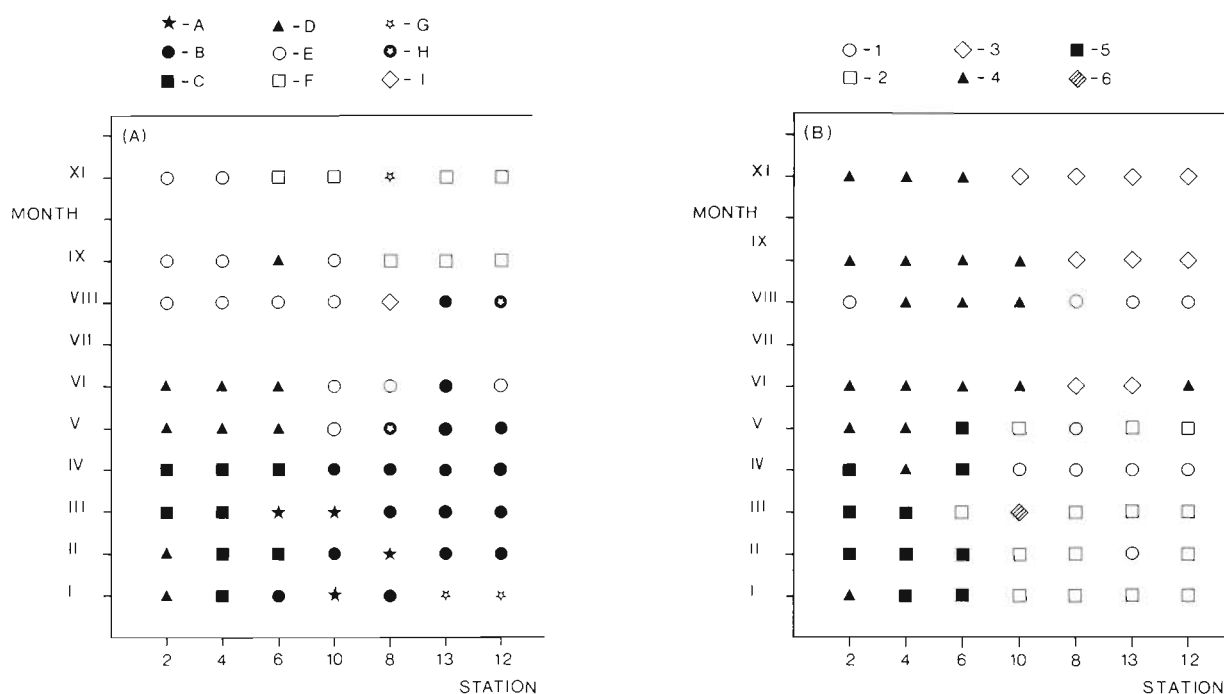 - A
- D
- G
- B
- E
- H
- C
- F
- I
(A)
XI
MONTH
IX
VIII
VII
VI
V
IV
III
II
I
2 4 6 10 8 13 12
STATION
- 1
- 3
- 5
- 2
- 4
- 6
(B)
XI
MONTH
IX
VIII
VII
VI
V
IV
III
II
I
2 4 6 10 8 13 12
STATION